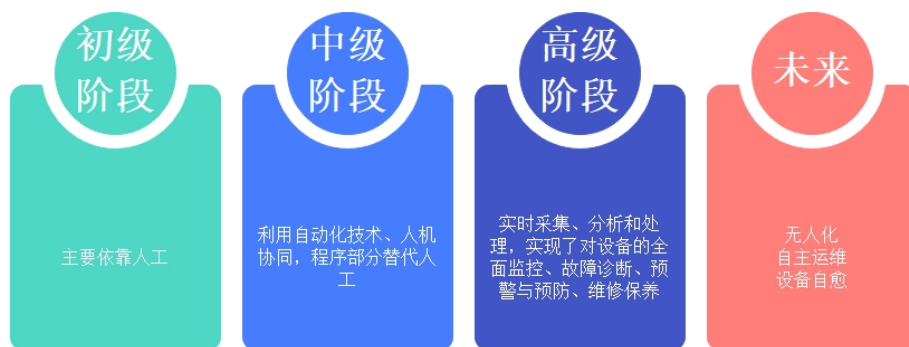 初级
阶段
主要依靠人工
中级
阶段
利用自动化技术、人机
协同，程序部分替代人
工
高级
阶段
实时采集、分析和处
理，实现了对设备的全
面监控、故障诊断、预
警与预防、维修保养
未来
无人化
自主运维
设备自愈